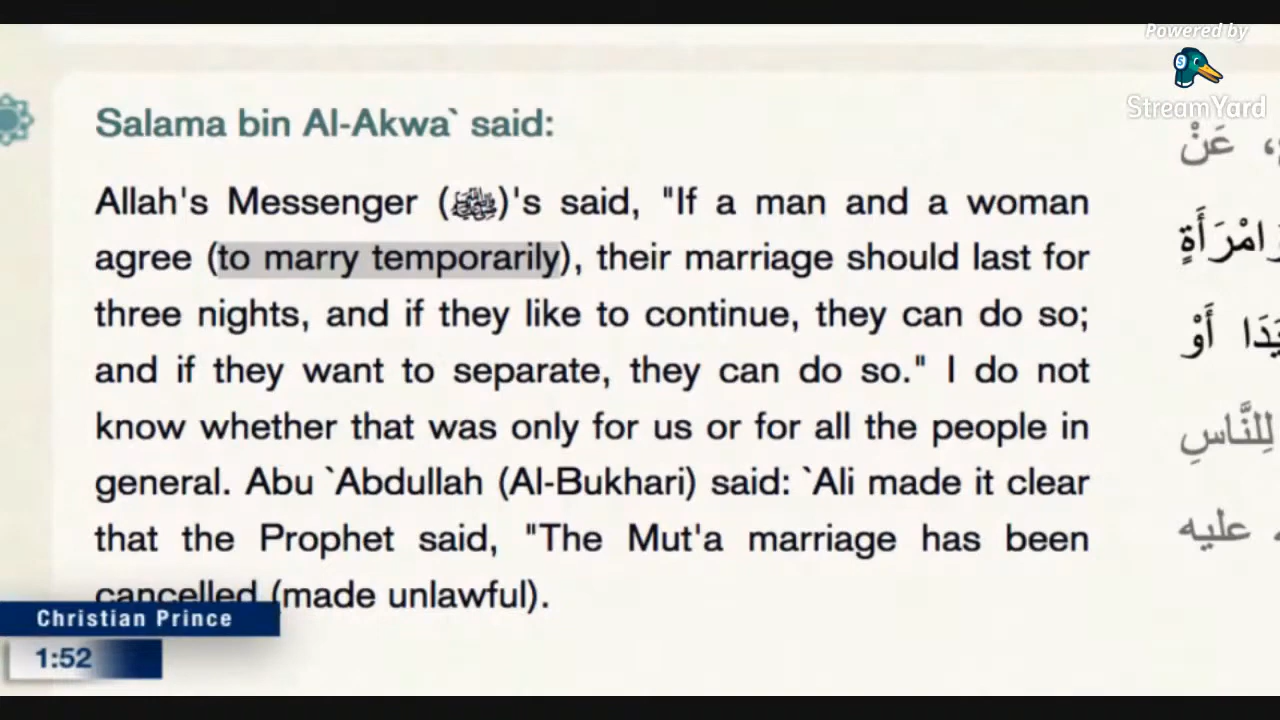 Powered by
StreamYard
Salama bin Al-Akwa` said:
Allah's Messenger (ﷺ)'s said, "If a man and a woman
agree (to marry temporarily), their marriage should last for
three nights, and if they like to continue, they can do so;
and if they want to separate, they can do so." I do not
know whether that was only for us or for all the people in
general. Abu `Abdullah (Al-Bukhari) said: `Ali made it clear
that the Prophet said, "The Mut'a marriage has been
cancelled (made unlawful).
عَنْ
وَامْرَأَةٍ
أَوْ
لِلنَّاسِ
عليه
Christian Prince
1:52